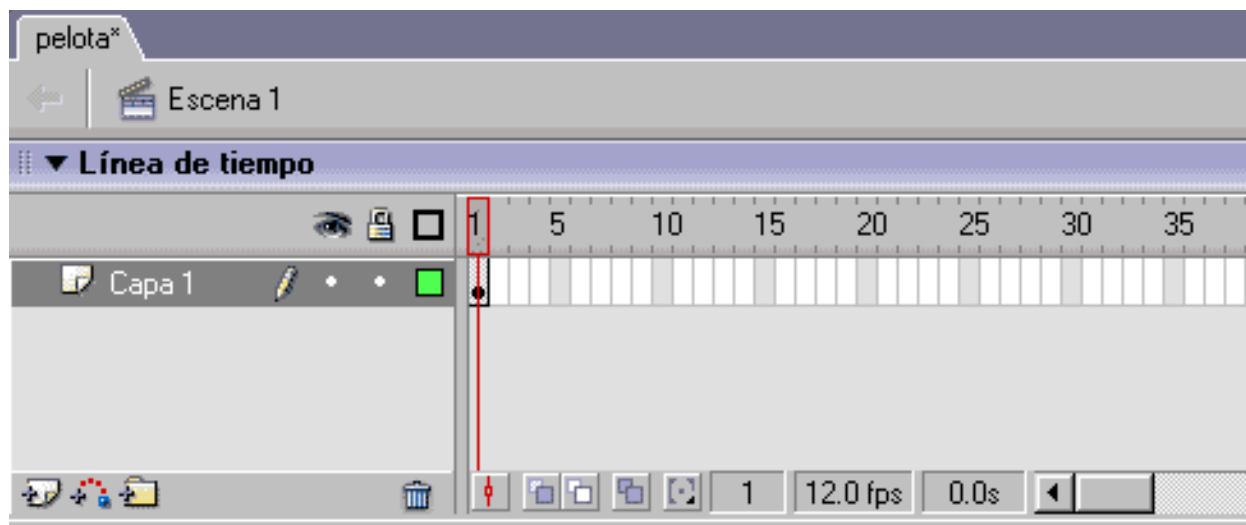 pelota*
Escena 1
Línea de tiempo
1 5 10 15 20 25 30 35
Capa 1
1 12.0 fps 0.0s